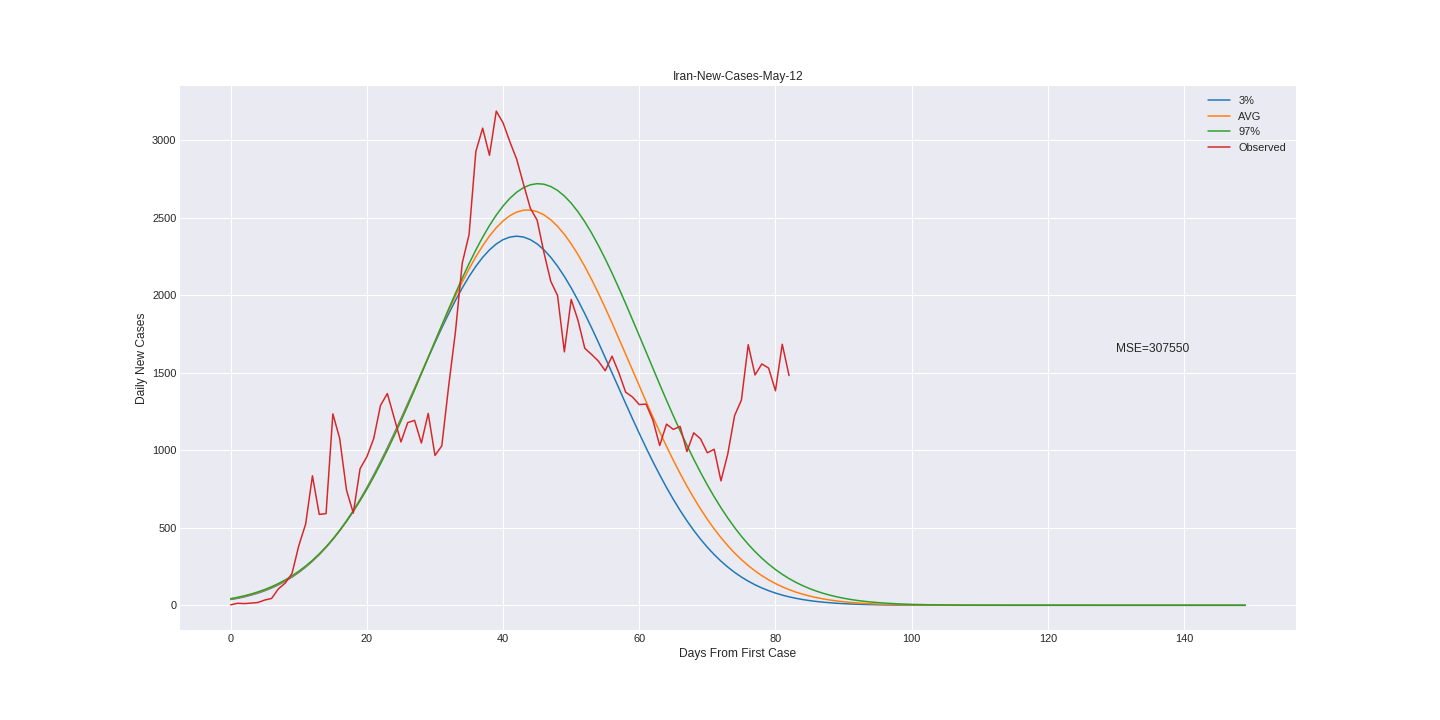 Iran-New-Cases-May-12
3%
AVG
97%
Observed
3000
2500
2000
1500
1000
500
0
Daily New Cases
MSE=307550
0 20 40 60 80 100 120 140
Days From First Case